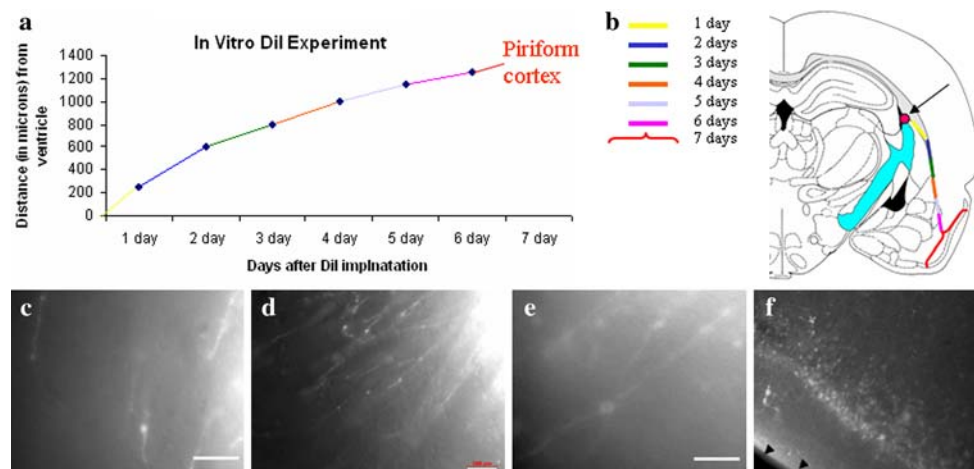 a
In Vitro DiI Experiment
Distance (in microns) from
ventricle
1400
1200
1000
800
600
400
200
0
1 day
2 day
3 day
4 day
5 day
6 day
7 day
Days after DiI implnatation
Piriform
cortex
b
1 day
2 days
3 days
4 days
5 days
6 days
7 days
c
d
e
f